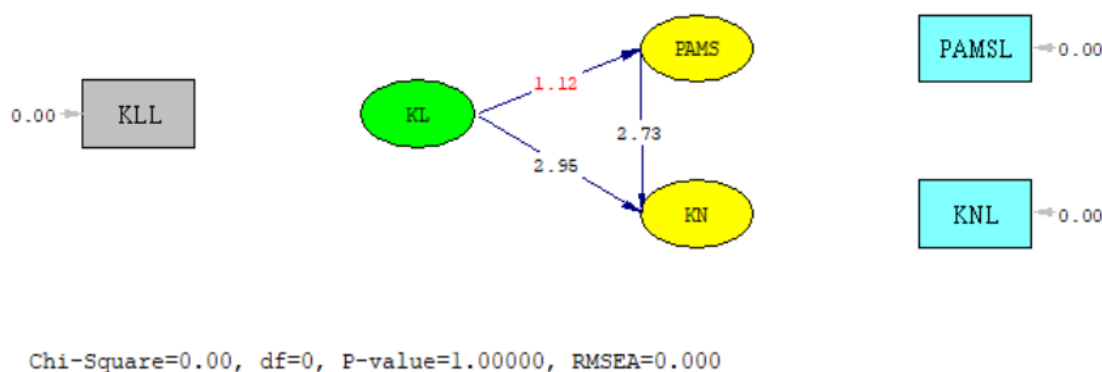 PAMS
PAMSL
0.00
1.12
0.00
KLL
KL
2.73
2.95
KN
KNL
0.00
Chi-Square=0.00, df=0, P-value=1.00000, RMSEA=0.000